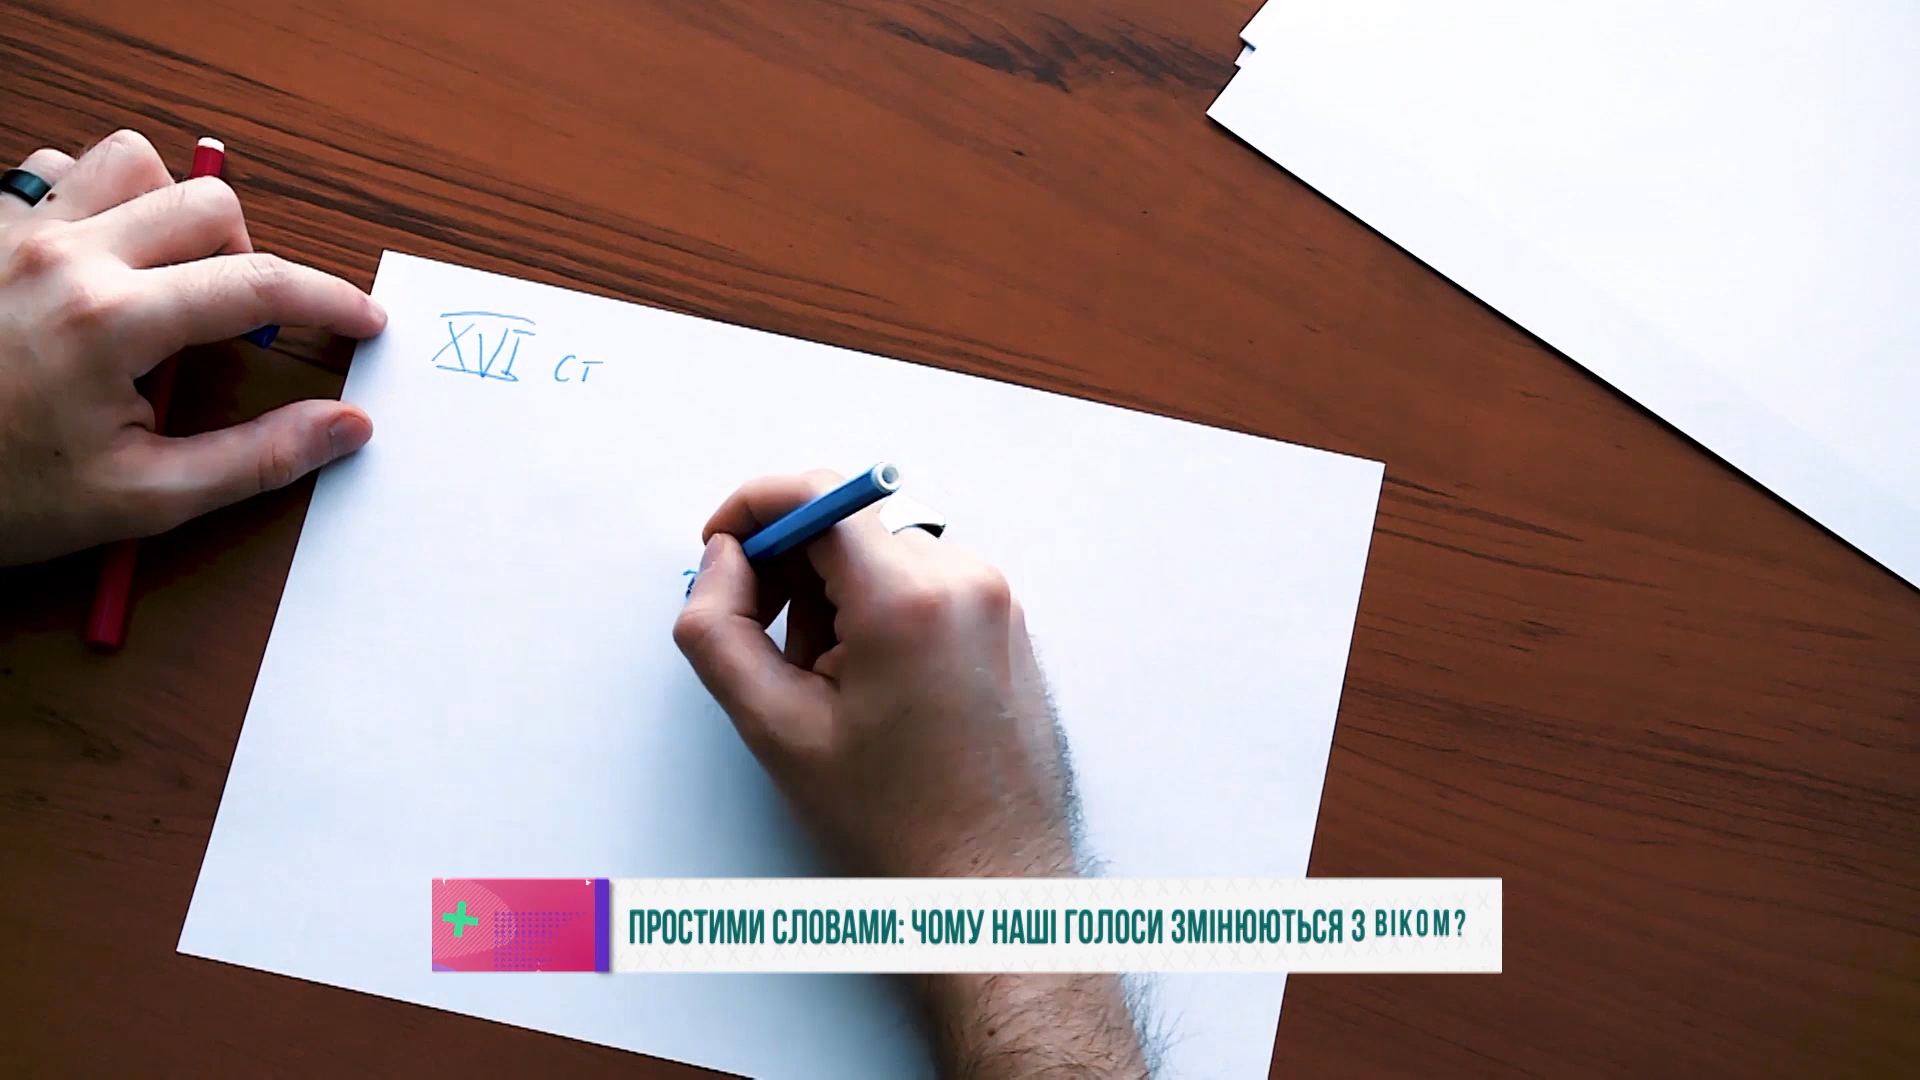 XVI ст
ПРОСТИМИ СЛОВАМИ: ЧОМУ НАШІ ГОЛОСИ ЗМІНЮЮТЬСЯ З ВІКОМ?